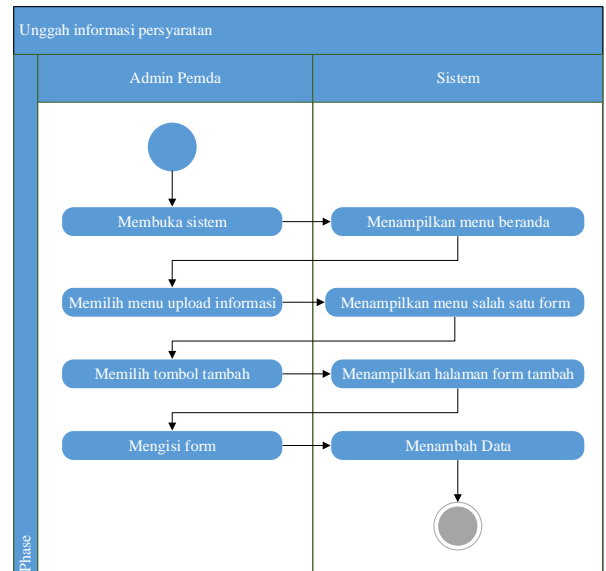 Unggah informasi persyaratan
Admin Pemda
Sistem
Membuka sistem
Menampilkan menu beranda
Memilih menu upload informasi
Menampilkan menu salah satu form
Memilih tombol tambah
Menampilkan halaman form tambah
Mengisi form
Menambah Data
Phase